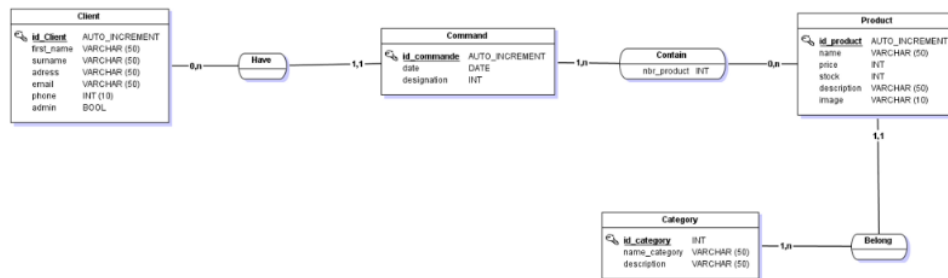 Client
id_Client AUTO_INCREMENT
first_name VARCHAR (50)
surname VARCHAR (50)
adress VARCHAR (50)
email VARCHAR (50)
phone INT (10)
admin BOOL
0,n
Have
1,1
Command
id_commande AUTO_INCREMENT
date DATE
designation INT
1,n
Contain
nbr_product INT
0,n
Product
id_product AUTO_INCREMENT
name VARCHAR (50)
price INT
stock INT
description VARCHAR (50)
image VARCHAR (10)
1,1
Category
id_category INT
name_category VARCHAR (50)
description VARCHAR (50)
1,n
Belong